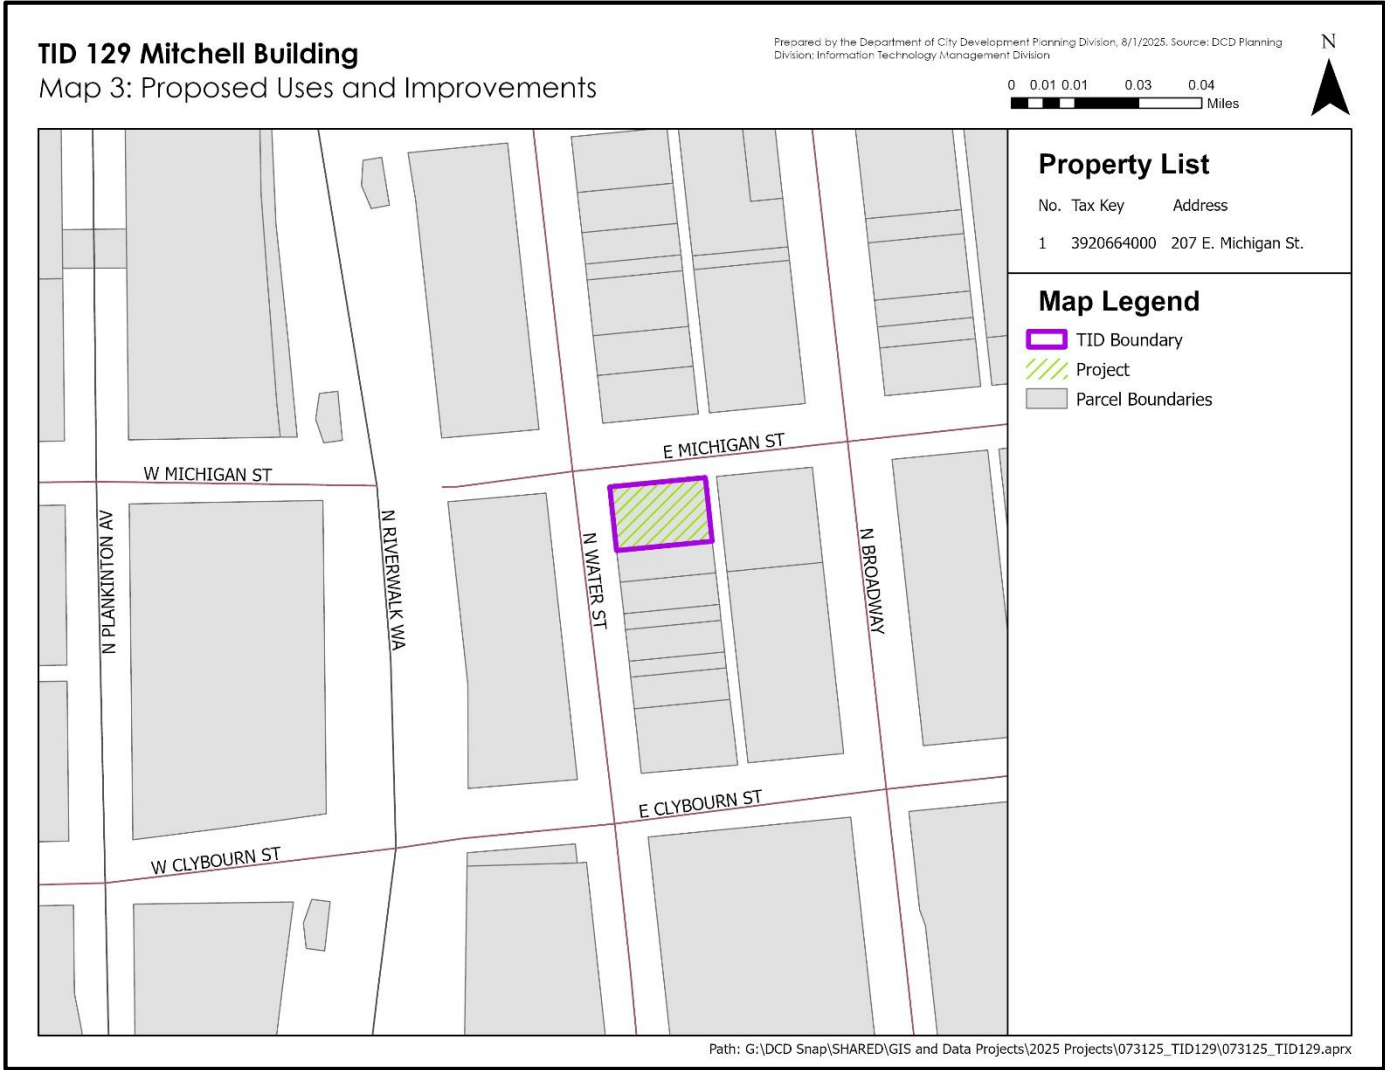 TID 129 Mitchell Building
Map 3: Proposed Uses and Improvements
Prepared by the Department of City Development Planning Division, 8/1/2025. Source: DCD Planning
Division; Information Technology Management Division
0 0.01 0.01 0.03 0.04
Miles
N
Property List
No. Tax Key Address
1 3920664000 207 E. Michigan St.
Map Legend
TID Boundary
Project
Parcel Boundaries
E MICHIGAN ST
W MICHIGAN ST
N PLANKINTON AV
N RIVERWALK WA
N WATER ST
N BROADWAY
E CLYBOURN ST
W CLYBOURN ST
Path: G:\DCD Snap\SHARED\GIS and Data Projects\2025 Projects\073125_TID129\073125_TID129.aprx